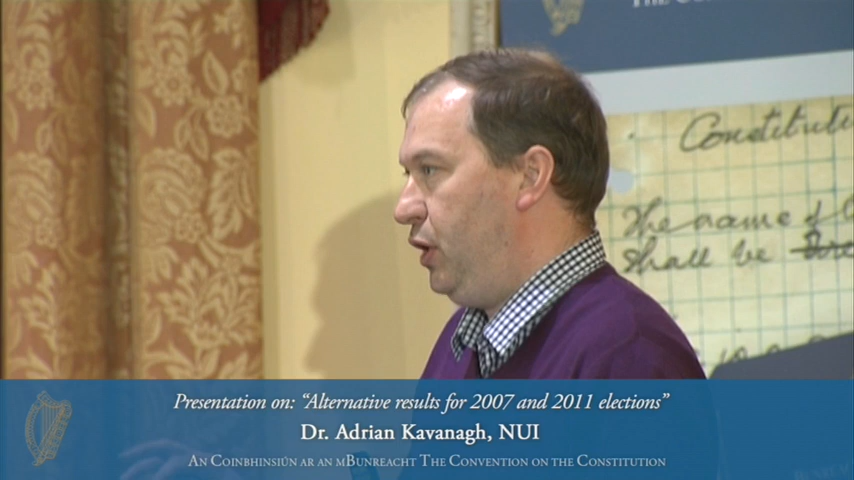 Constitut
The name of
shall be
Presentation on: “Alternative results for 2007 and 2011 elections”
Dr. Adrian Kavanagh, NUI
An Coinbhinsiún ar an mBunreacht The Convention on the Constitution